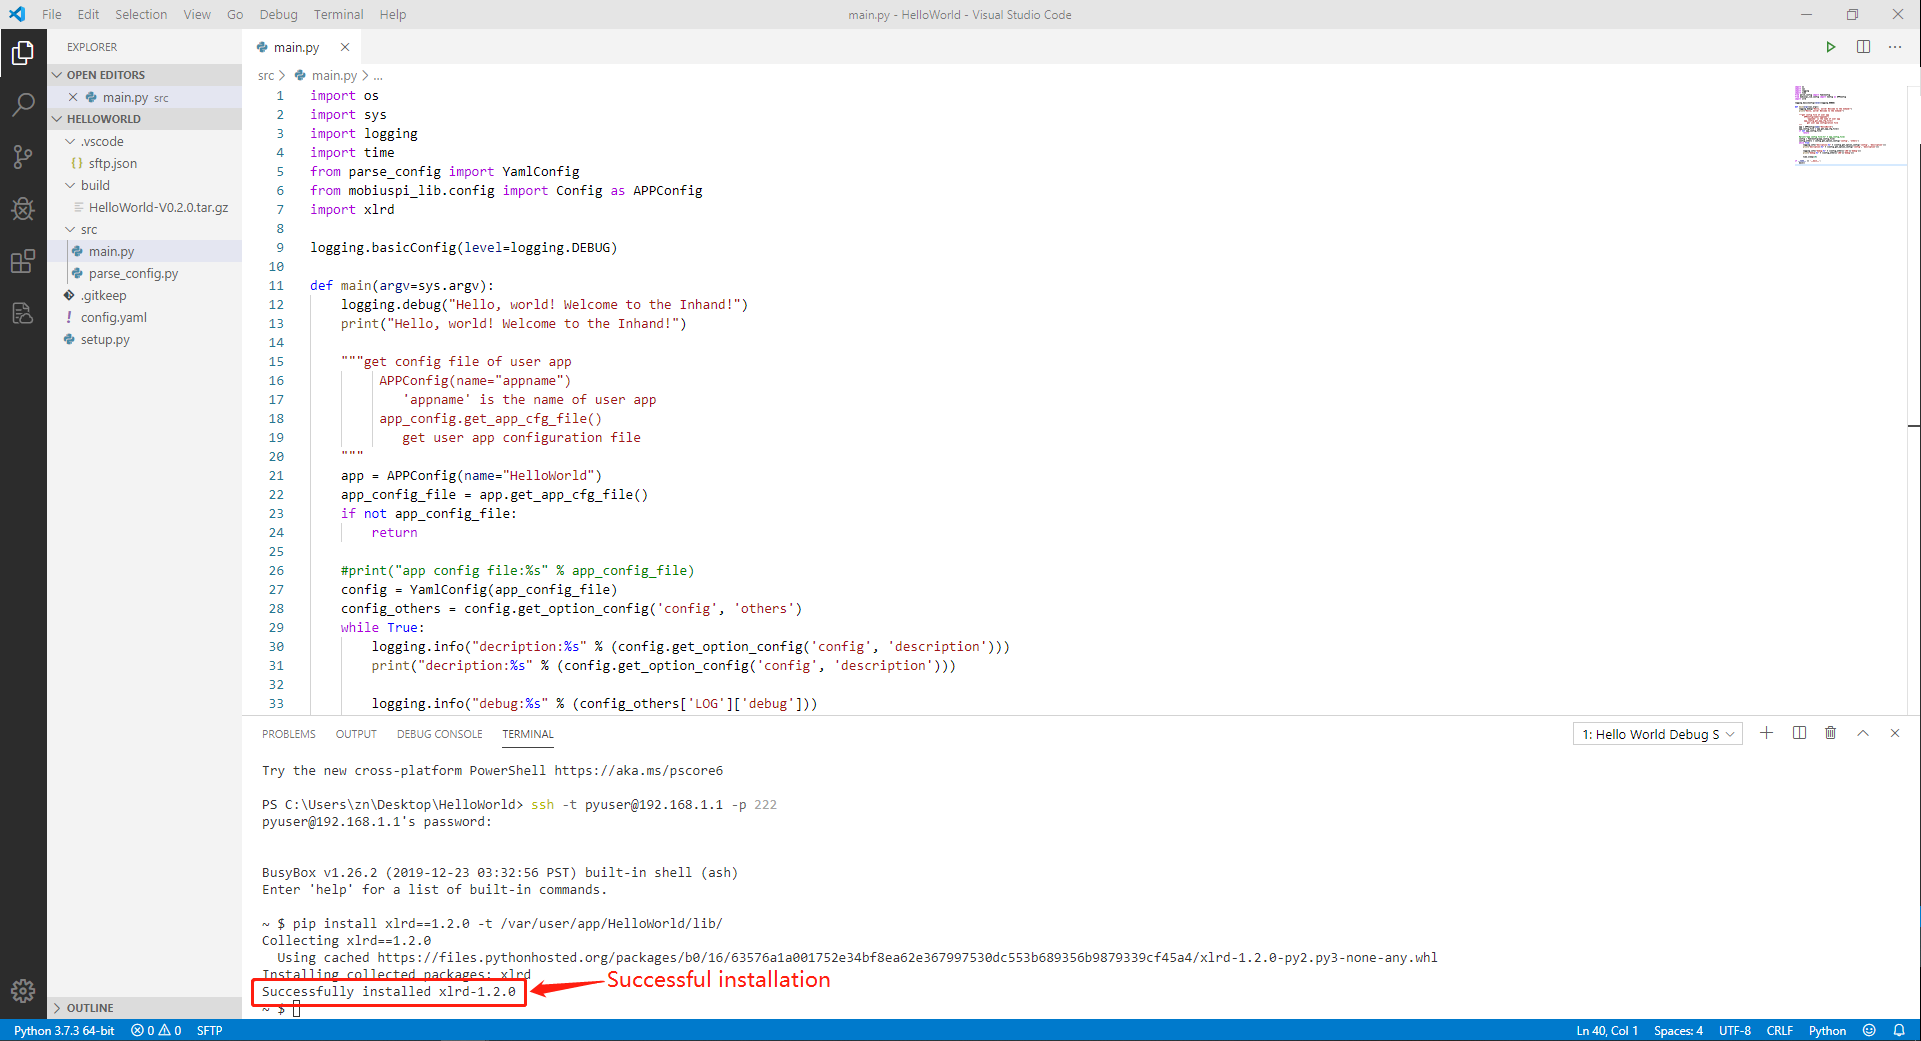 File Edit Selection View Go Debug Terminal Help
main.py - HelloWorld - Visual Studio Code
EXPLORER
OPEN EDITORS
main.py src
HELLOWORLD
.vscode
{} sftp.json
build
HelloWorld-V0.2.0.tar.gz
src
main.py
parse_config.py
.gitkeep
! config.yaml
setup.py
OUTLINE
main.py
src > main.py > ...
1 import os
2 import sys
3 import logging
4 import time
5 from parse_config import YamlConfig
6 from mobiuspi_lib.config import Config as APPConfig
7 import xlrd
8
9 logging.basicConfig(level=logging.DEBUG)
10
11 def main(argv=sys.argv):
12 logging.debug("Hello, world! Welcome to the Inhand!")
13 print("Hello, world! Welcome to the Inhand!")
14
15 """get config file of user app
16 APPConfig(name="appname")
17 'appname' is the name of user app
18 app_config.get_app_cfg_file()
19 get user app configuration file
20 """
21 app = APPConfig(name="HelloWorld")
22 app_config_file = app.get_app_cfg_file()
23 if not app_config_file:
24 return
25
26 #print("app config file:%s" % app_config_file)
27 config = YamlConfig(app_config_file)
28 config_others = config.get_option_config('config', 'others')
29 while True:
30 logging.info("decription:%s" % (config.get_option_config('config', 'description')))
31 print("decription:%s" % (config.get_option_config('config', 'description')))
32
33 logging.info("debug:%s" % (config_others['LOG']['debug']))
PROBLEMS OUTPUT DEBUG CONSOLE TERMINAL
1: Hello World Debug S
Try the new cross-platform PowerShell https://aka.ms/pscore6
PS C:\Users\zn\Desktop\HelloWorld> ssh -t pyuser@192.168.1.1 -p 222
pyuser@192.168.1.1's password:
BusyBox v1.26.2 (2019-12-23 03:32:56 PST) built-in shell (ash)
Enter 'help' for a list of built-in commands.
~ $ pip install xlrd==1.2.0 -t /var/user/app/HelloWorld/lib/
Collecting xlrd==1.2.0
Using cached https://files.pythonhosted.org/packages/b0/16/63576a1a001752e34bf8ea62e367997530dc553b689356b9879339cf45a4/xlrd-1.2.0-py2.py3-none-any.whl
Installing collected packages: xlrd
Successfully installed xlrd-1.2.0
Successful installation
~ $
Python 3.7.3 64-bit 0 0 SFTP
Ln 40, Col 1 Spaces: 4 UTF-8 CRLF Python